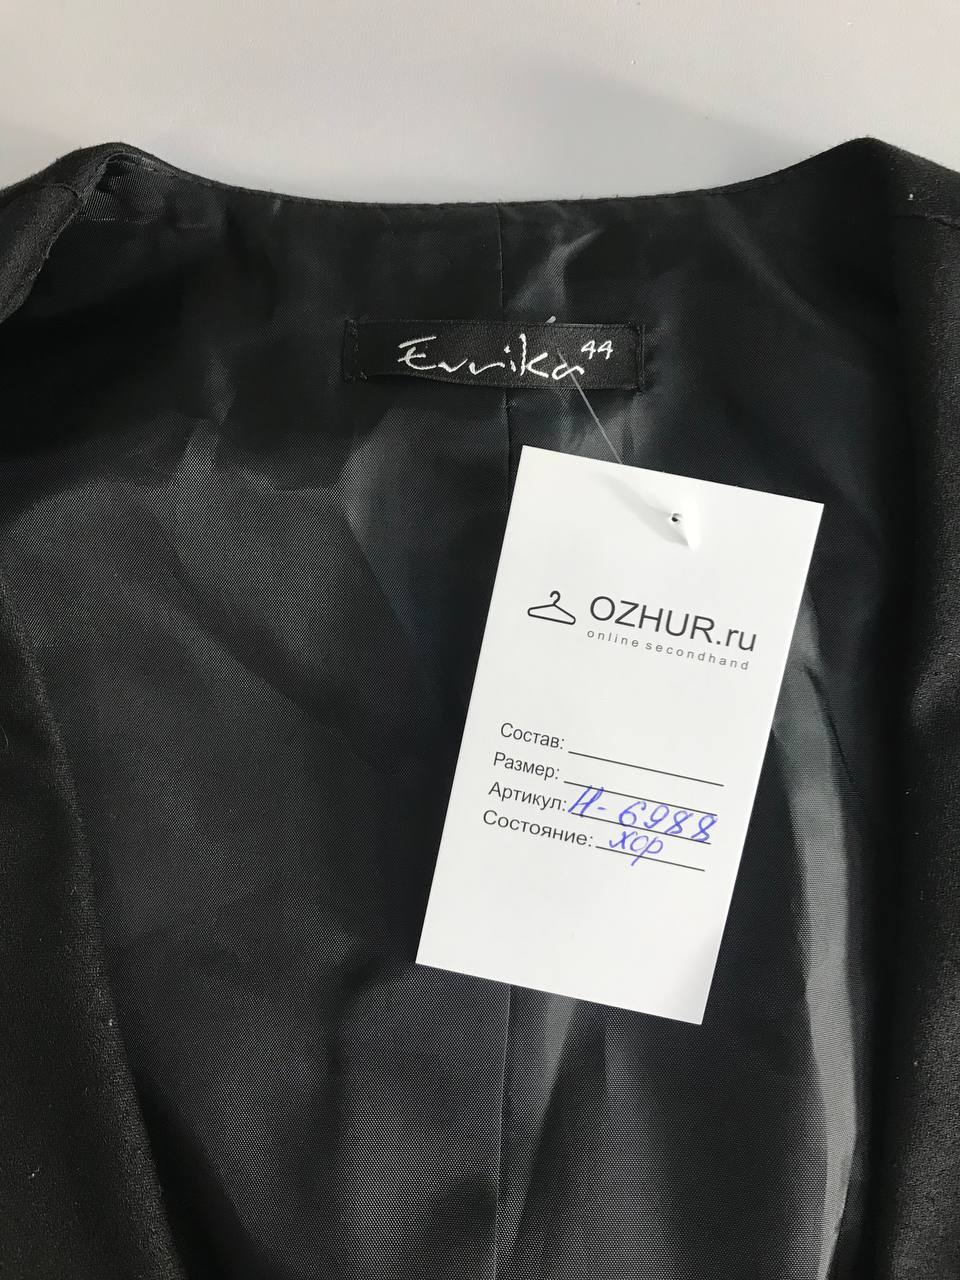 Evrika 44
OZHUR.ru
online secondhand
Состав:
Размер:
Артикул: Н-6988
Состояние: хор